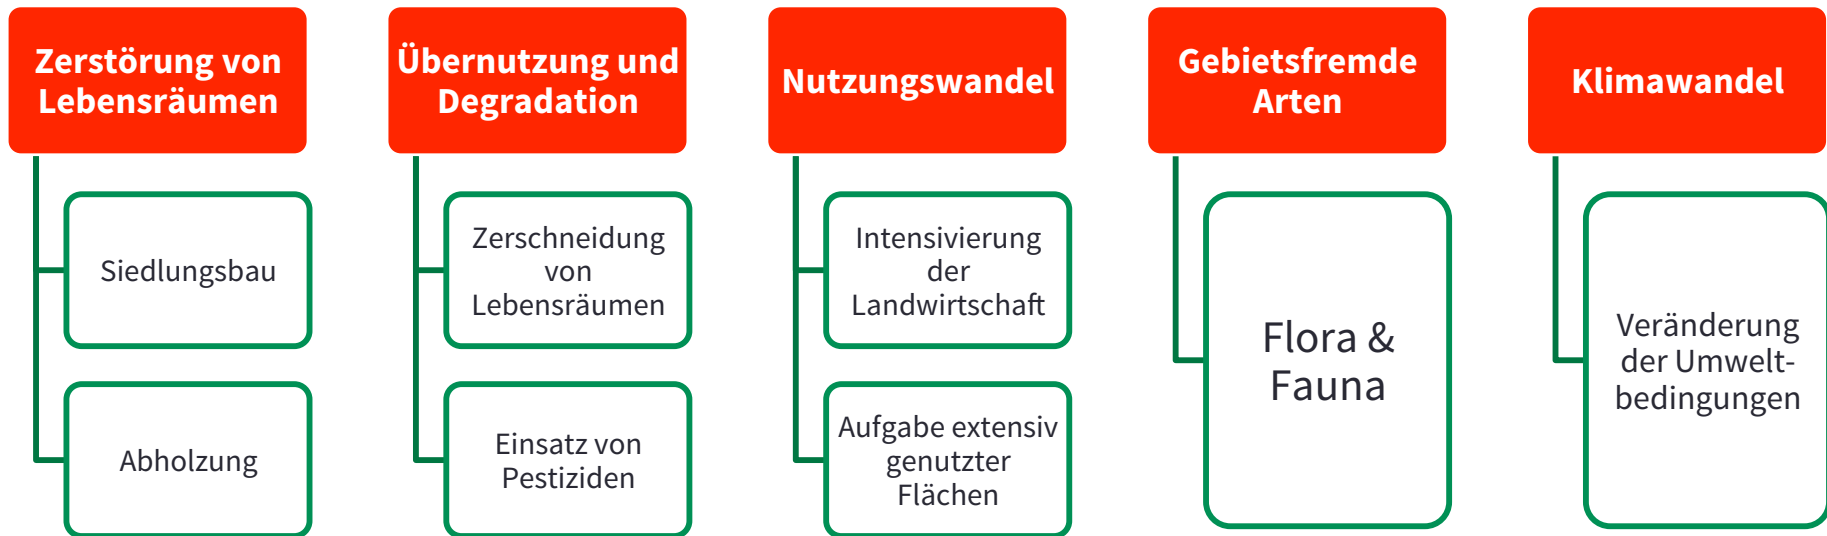 Zerstörung von
Lebensräumen
Siedlungsbau
Abholzung
Übernutzung und
Degradation
Zerschneidung
von
Lebensräumen
Einsatz von
Pestiziden
Nutzungswandel
Intensivierung
der
Landwirtschaft
Aufgabe extensiv
genutzter
Flächen
Gebietsfremde
Arten
Flora &
Fauna
Klimawandel
Veränderung
der Umwelt-
bedingungen